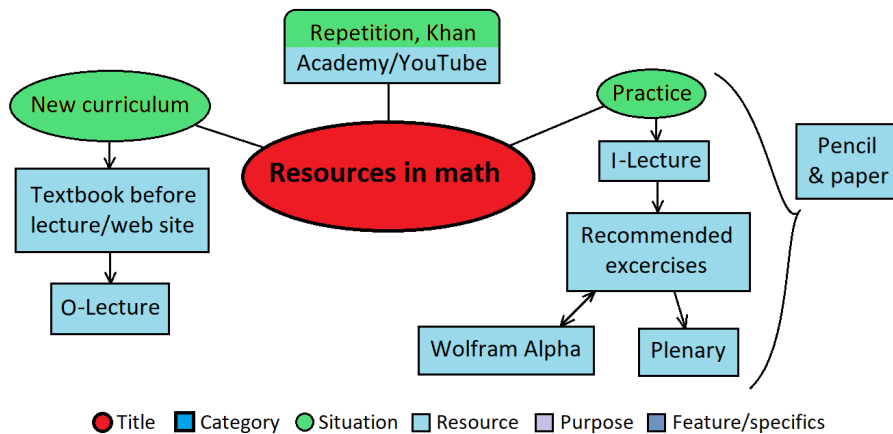 Repetition, Khan
Academy/YouTube
New curriculum
Practice
Resources in math
I-Lecture
Pencil
& paper
Textbook before
lecture/web site
Recommended
excercises
O-Lecture
Wolfram Alpha
Plenary
Title Category Situation Resource Purpose Feature/specifics